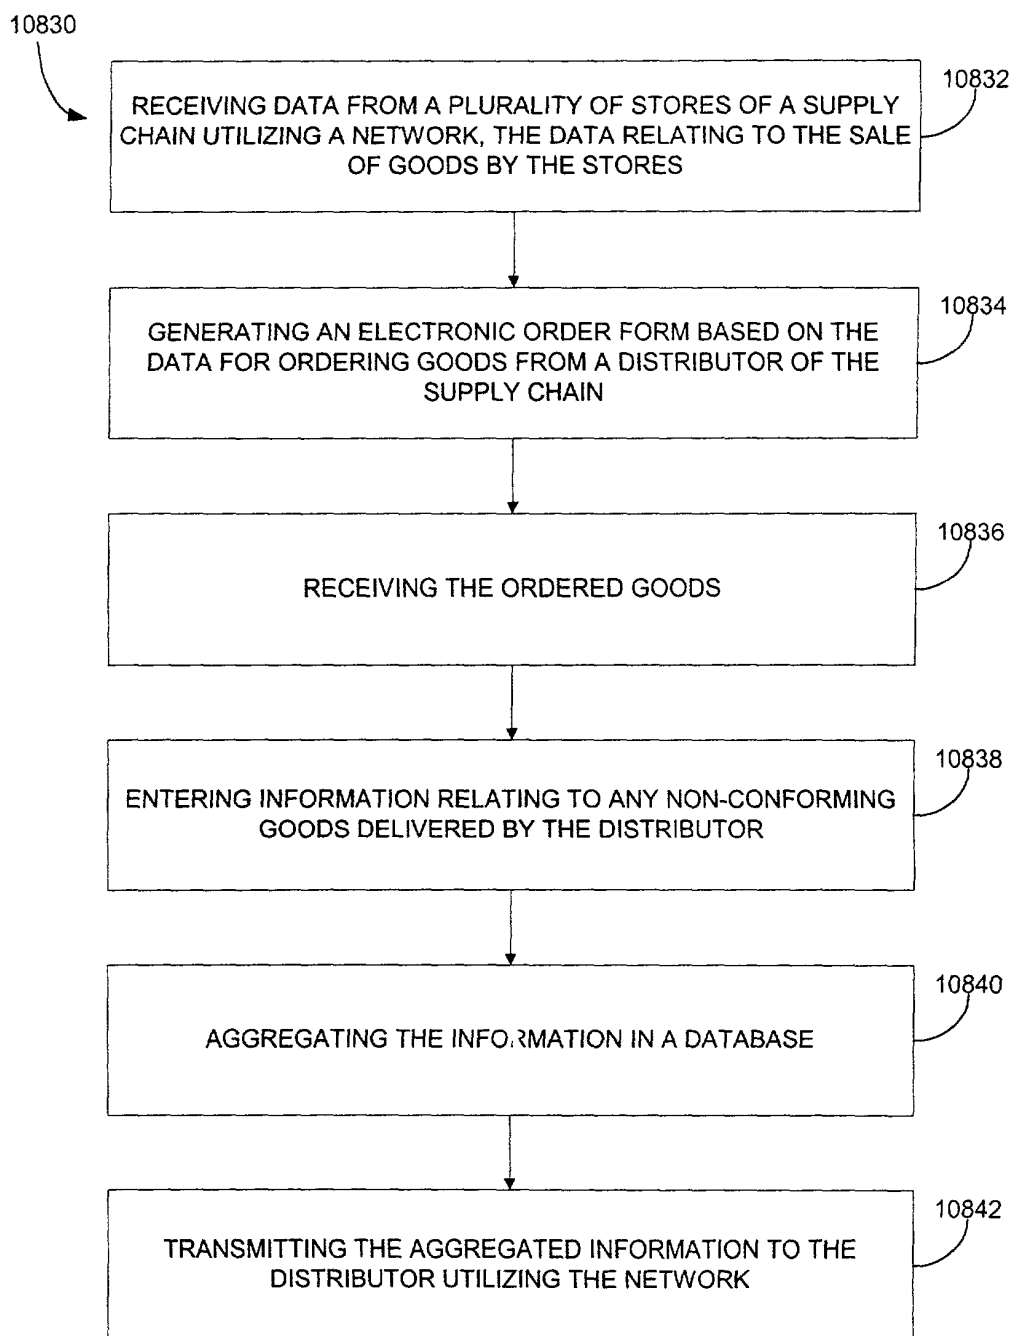 10830
10832
RECEIVING DATA FROM A PLURALITY OF STORES OF A SUPPLY
CHAIN UTILIZING A NETWORK, THE DATA RELATING TO THE SALE
OF GOODS BY THE STORES
10834
GENERATING AN ELECTRONIC ORDER FORM BASED ON THE
DATA FOR ORDERING GOODS FROM A DISTRIBUTOR OF THE
SUPPLY CHAIN
10836
RECEIVING THE ORDERED GOODS
10838
ENTERING INFORMATION RELATING TO ANY NON-CONFORMING
GOODS DELIVERED BY THE DISTRIBUTOR
10840
AGGREGATING THE INFORMATION IN A DATABASE
10842
TRANSMITTING THE AGGREGATED INFORMATION TO THE
DISTRIBUTOR UTILIZING THE NETWORK